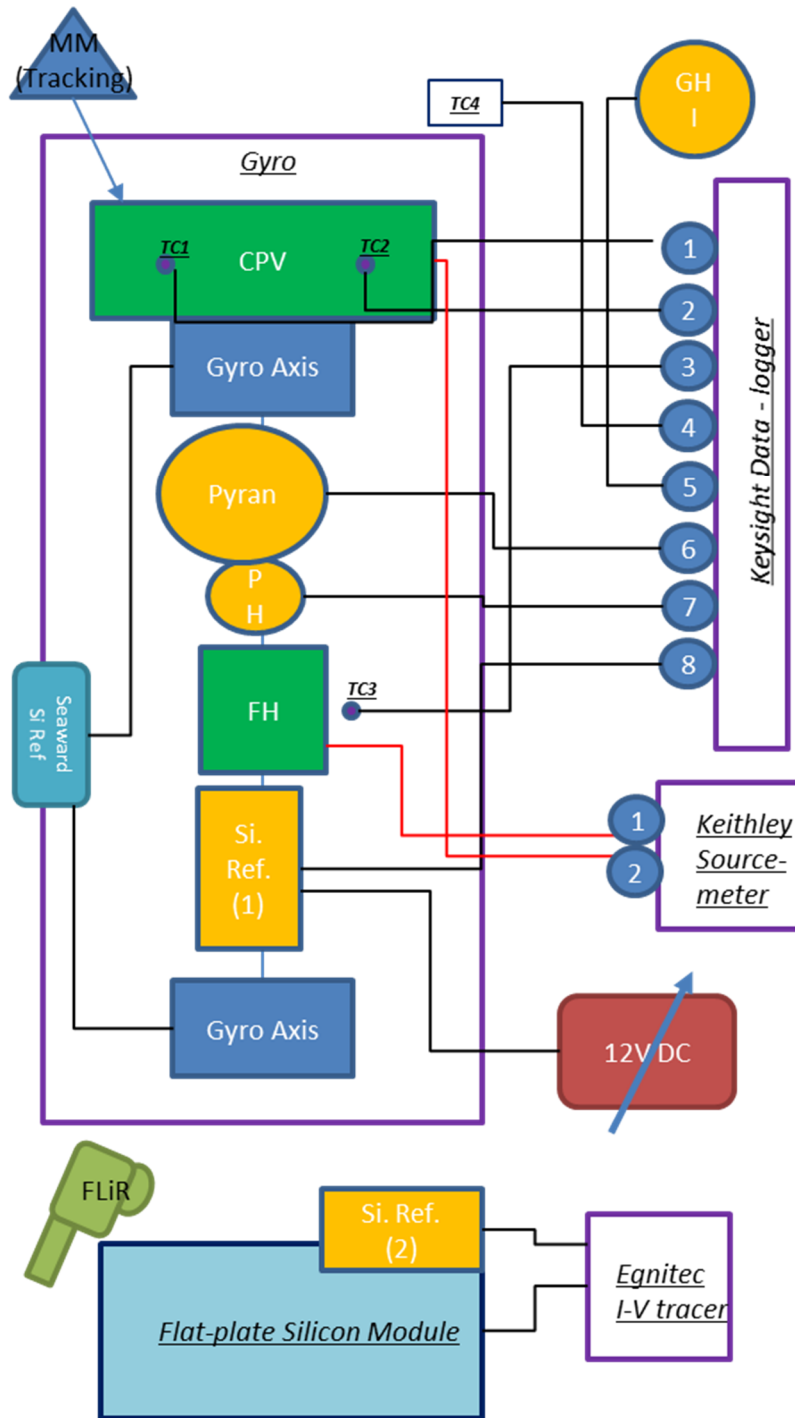 MM
(Tracking)
TC4
GH
I
Gyro
TC1
TC2
CPV
1
2
3
4
5
6
7
8
Keysight Data - logger
Gyro Axis
Pyran
P
H
FH
TC3
Seaward
Si Ref
Si.
Ref.
(1)
1
2
Keithley
Source-
meter
Gyro Axis
12V DC
FLiR
Si. Ref.
(2)
Egnitec
I-V tracer
Flat-plate Silicon Module